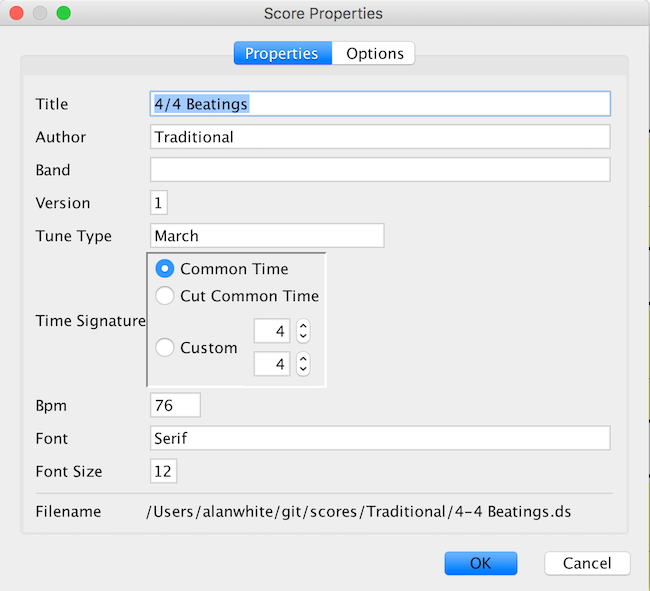 Score Properties
Properties Options
Title 4/4 Beatings
Author Traditional
Band
Version 1
Tune Type March
Common Time
Cut Common Time
Time Signature
4
Custom
4
Bpm 76
Font Serif
Font Size 12
Filename /Users/alanwhite/git/scores/Traditional/4-4 Beatings.ds
OK Cancel